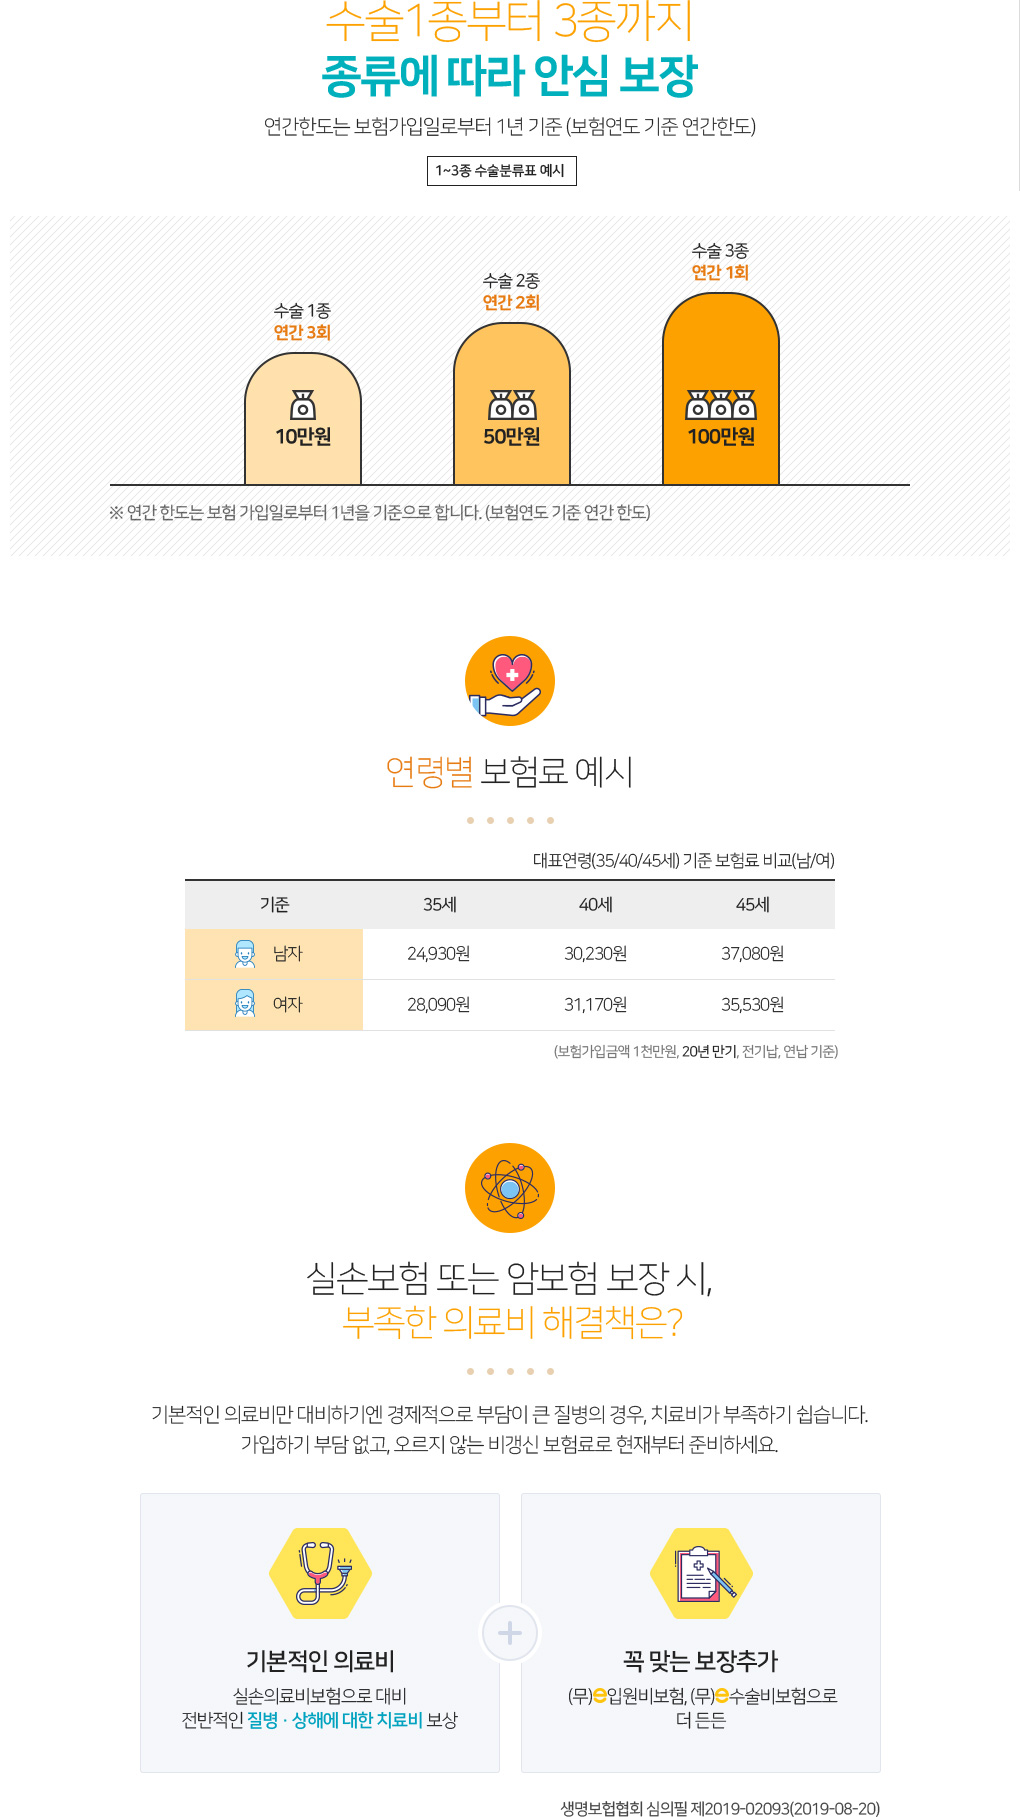 수술1종부터 3종까지
종류에 따라 안심 보장
연간한도는 보험가입일로부터 1년 기준 (보험연도 기준 연간한도)
1~3종 수술분류표 예시
수술 1종
연간 3회
10만원
수술 2종
연간 2회
50만원
수술 3종
연간 1회
100만원
※ 연간 한도는 보험 가입일로부터 1년을 기준으로 합니다. (보험연도 기준 연간 한도)
연령별 보험료 예시
대표연령(35/40/45세) 기준 보험료 비교(남/여)
기준 35세 40세 45세
남자 24,930원 30,230원 37,080원
여자 28,090원 31,170원 35,530원
(보험가입금액 1천만원, 20년 만기, 전기납, 연납 기준)
실손보험 또는 암보험 보장 시,
부족한 의료비 해결책은?
기본적인 의료비만 대비하기엔 경제적으로 부담이 큰 질병의 경우, 치료비가 부족하기 쉽습니다.
가입하기 부담 없고, 오르지 않는 비갱신 보험료로 현재부터 준비하세요.
기본적인 의료비
실손의료비보험으로 대비
전반적인 질병 · 상해에 대한 치료비 보상
꼭 맞는 보장추가
(무)e입원비보험, (무)e수술비보험으로
더 든든
생명보험협회 심의필 제2019-02093(2019-08-20)